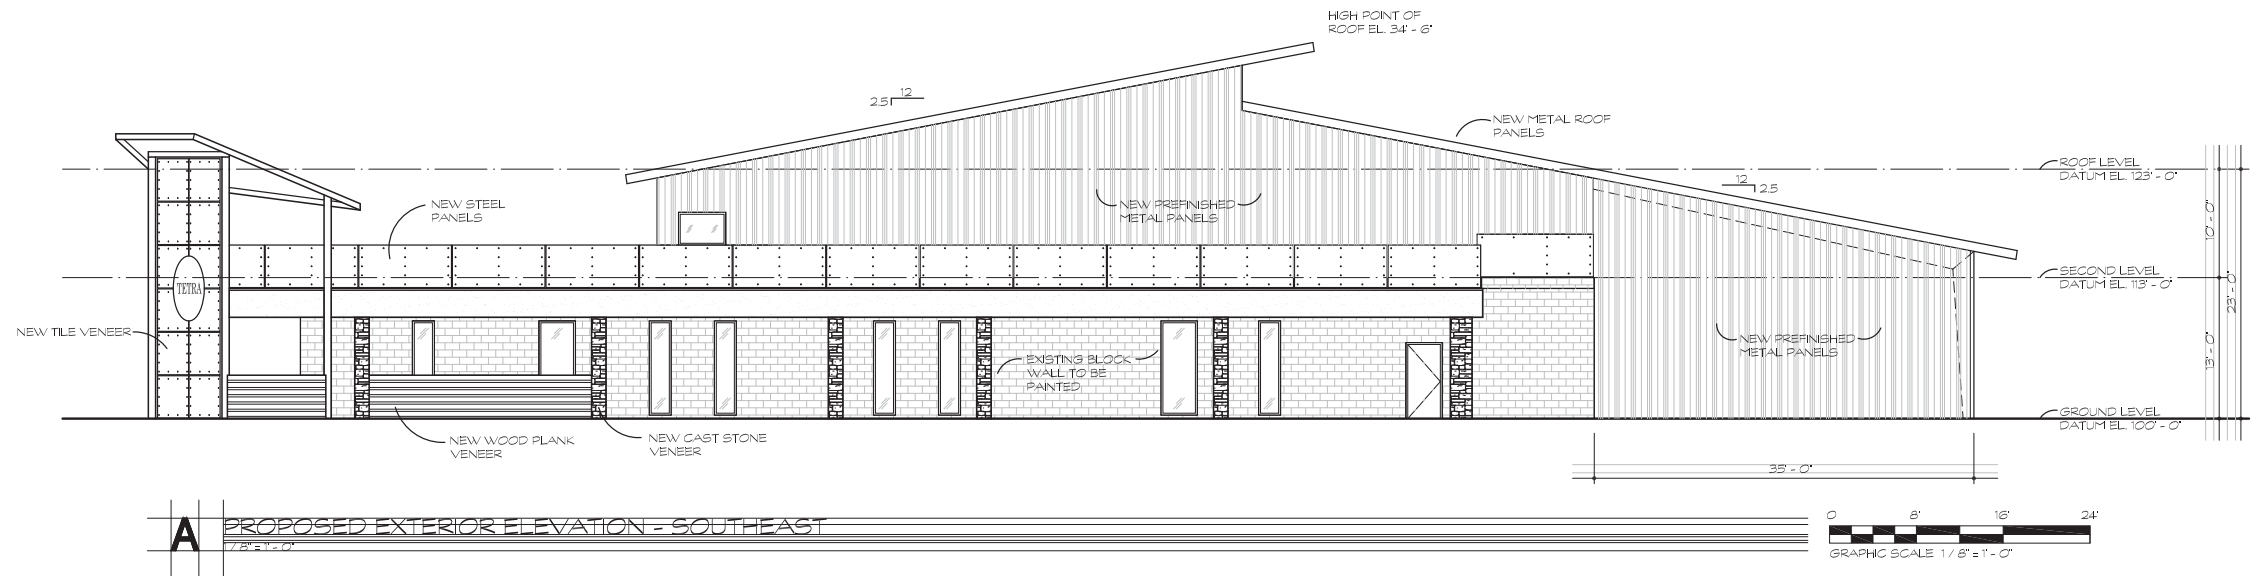 HIGH POINT OF
ROOF EL. 34' - 6"
12
2.5
NEW METAL ROOF
PANELS
ROOF LEVEL
DATUM EL. 123' - 0"
12
2.5
NEW STEEL
PANELS
NEW PREFINISHED
METAL PANELS
10' - 0"
SECOND LEVEL
DATUM EL. 113' - 0"
TETRA
23' - 0"
NEW TILE VENEER
NEW PREFINISHED
METAL PANELS
13' - 0"
EXISTING BLOCK
WALL TO BE
PAINTED
GROUND LEVEL
DATUM EL. 100' - 0"
NEW WOOD PLANK
VENEER
NEW CAST STONE
VENEER
35' - 0"
A
PROPOSED EXTERIOR ELEVATION - SOUTHEAST
1 / 8" = 1' - 0"
0 8' 16' 24'
GRAPHIC SCALE 1 / 8" = 1' - 0"